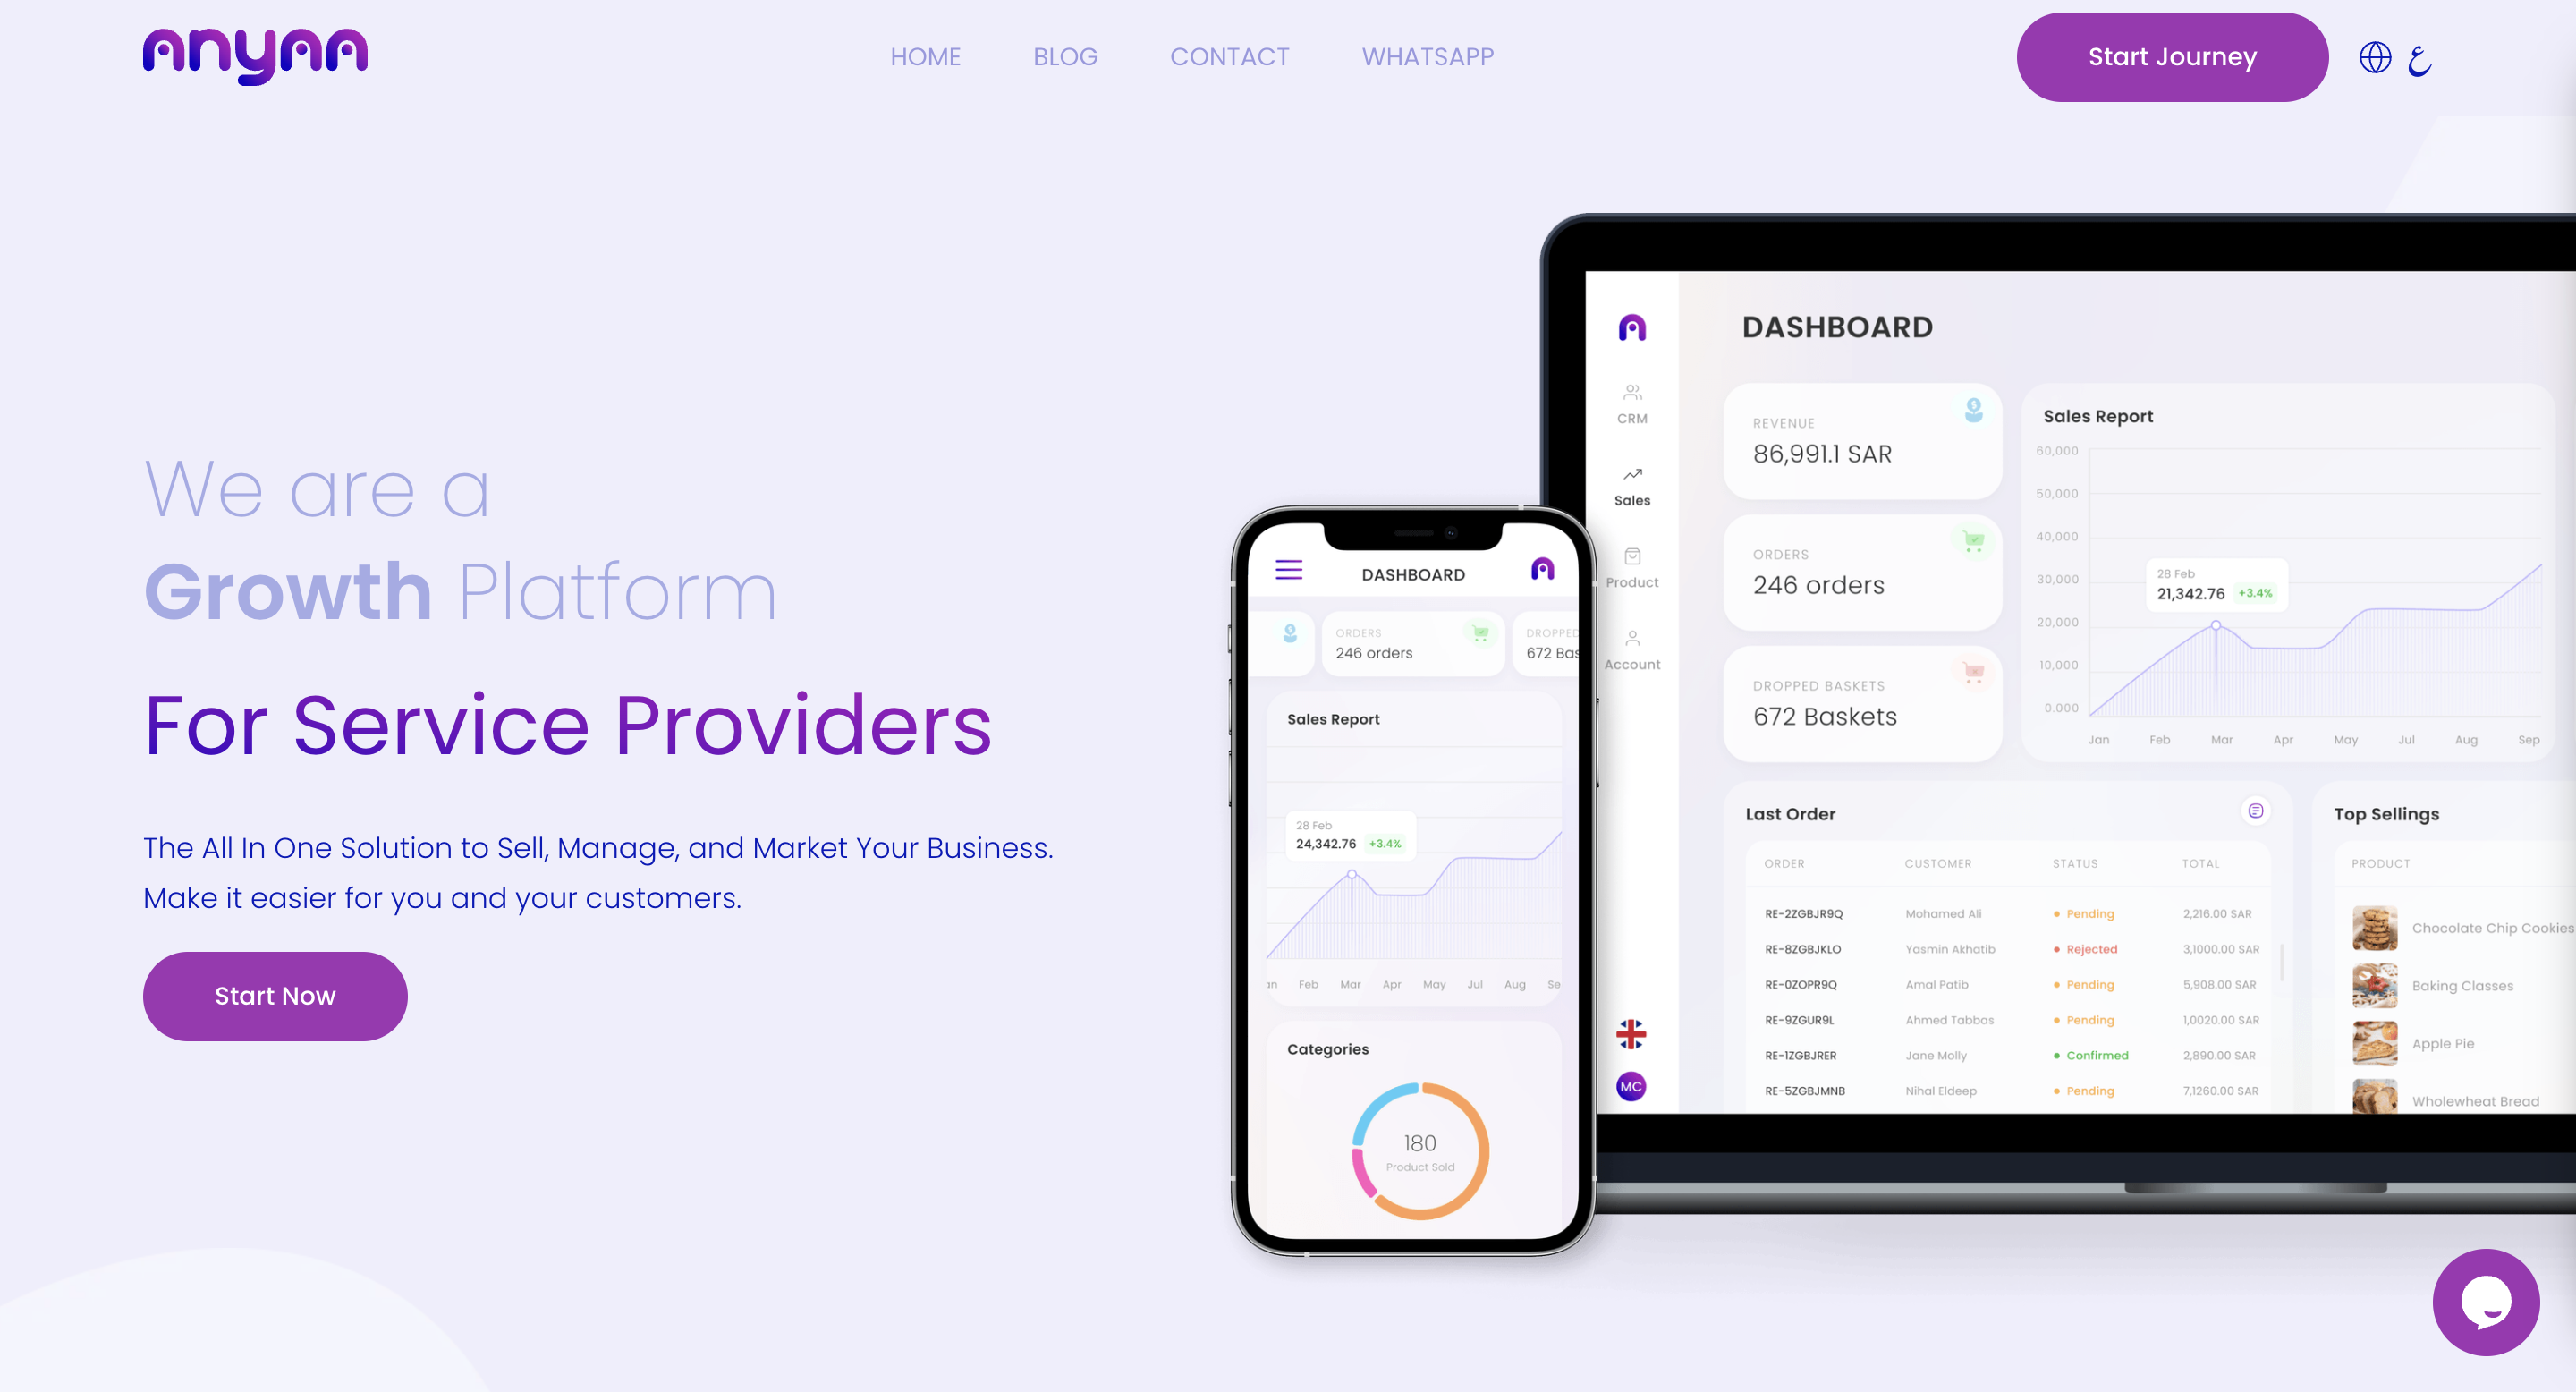 anyaa
HOME
BLOG
CONTACT
WHATSAPP
Start Journey
ع
We are a
Growth Platform
For Service Providers
The All In One Solution to Sell, Manage, and Market Your Business.
Make it easier for you and your customers.
Start Now
DASHBOARD
ORDERS
246 orders
DROPPED
672 Bas
Sales Report
28 Feb
24,342.76 +3.4%
an Feb Mar Apr May Jul Aug Se
Categories
180
Product Sold
CRM
Sales
Product
Account
MC
DASHBOARD
REVENUE
86,991.1 SAR
ORDERS
246 orders
DROPPED BASKETS
672 Baskets
Sales Report
60,000
50,000
40,000
30,000
20,000
10,000
0.000
28 Feb
21,342.76 +3.4%
Jan Feb Mar Apr May Jul Aug Sep
Last Order
ORDER CUSTOMER STATUS TOTAL
RE-2ZGBJR9Q Mohamed Ali Pending 2,216.00 SAR
RE-8ZGBJKLO Yasmin Akhatib Rejected 3,1000.00 SAR
RE-0ZOPR9Q Amal Patib Pending 5,908.00 SAR
RE-9ZGUR9L Ahmed Tabbas Pending 1,0020.00 SAR
RE-1ZGBJRER Jane Molly Confirmed 2,890.00 SAR
RE-5ZGBJMNB Nihal Eldeep Pending 7,1260.00 SAR
Top Sellings
PRODUCT
Chocolate Chip Cookies
Baking Classes
Apple Pie
Wholewheat Bread